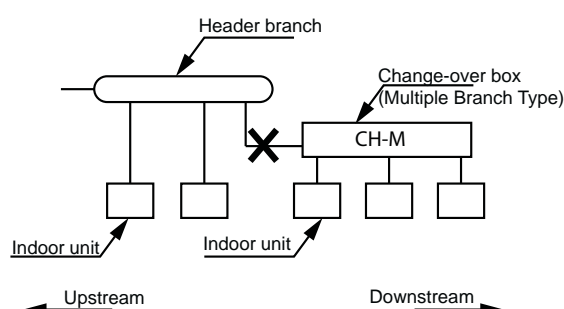 Header branch
Change-over box
(Multiple Branch Type)
CH-M
Indoor unit
Indoor unit
Upstream
Downstream